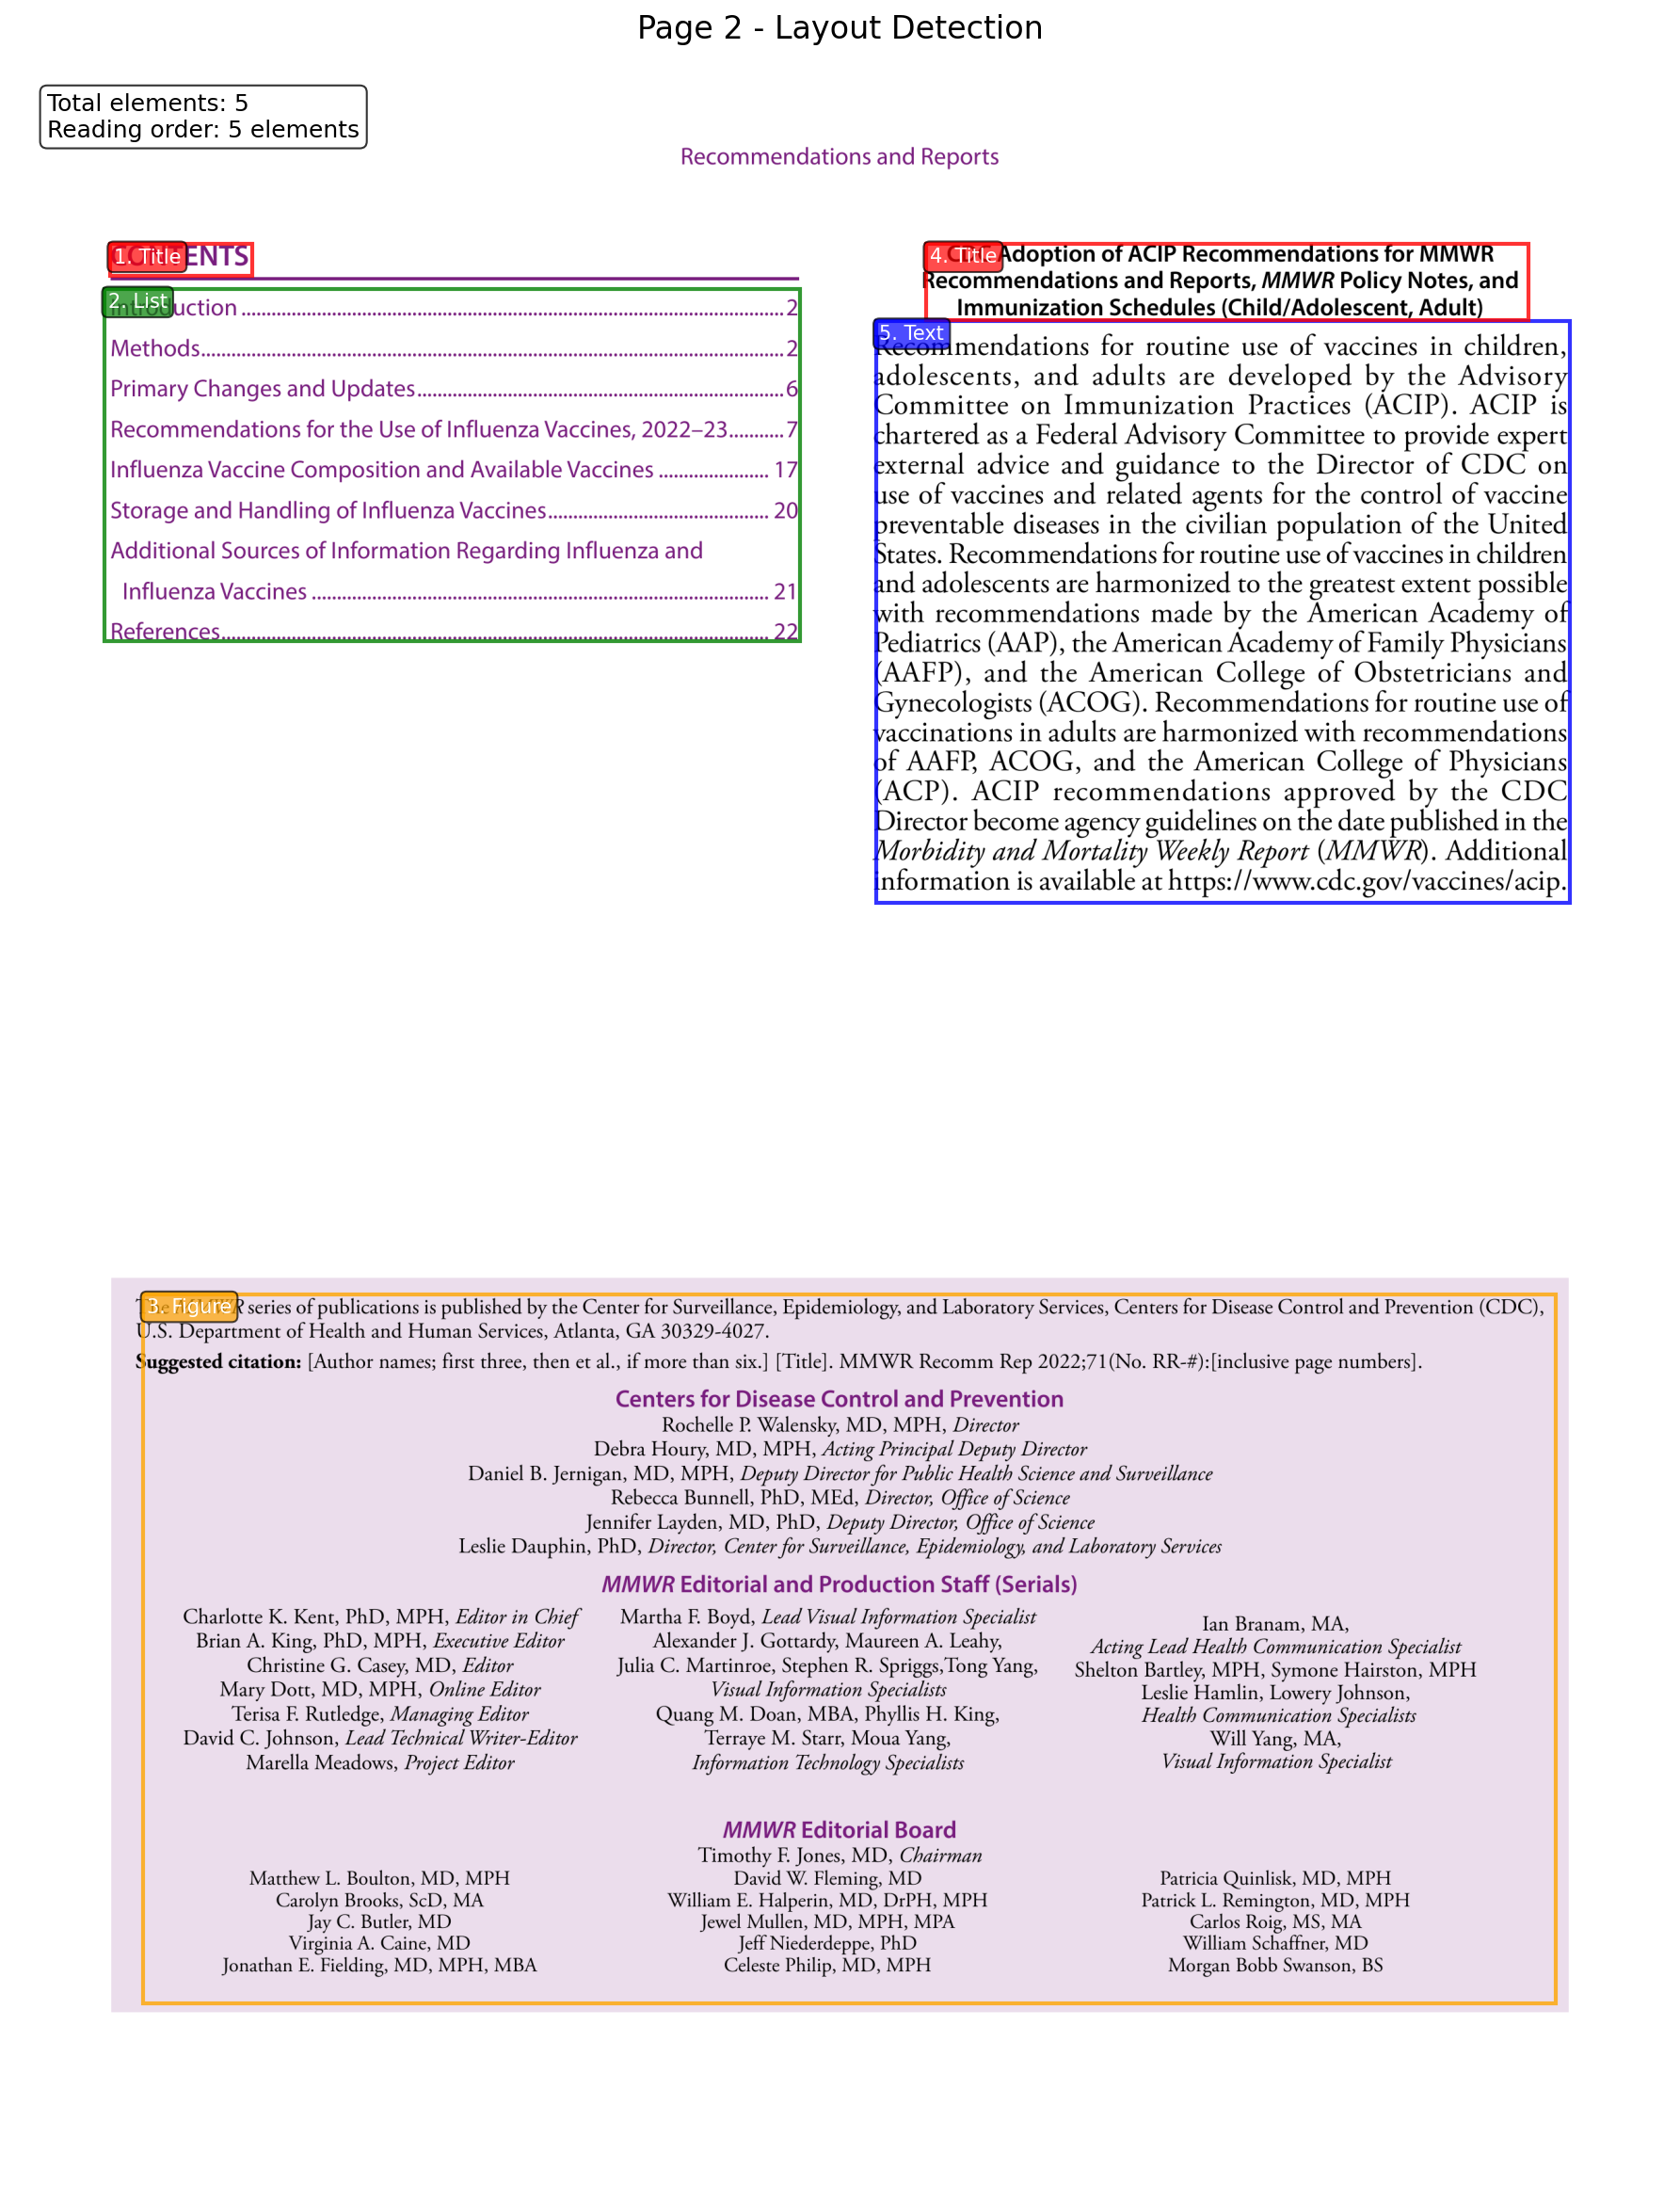 Page 2 - Layout Detection
Total elements: 5
Reading order: 5 elements
Recommendations and Reports
1. Title
2. List
Introduction 2
Methods 2
Primary Changes and Updates 6
Recommendations for the Use of Influenza Vaccines, 2022–23 7
Influenza Vaccine Composition and Available Vaccines 17
Storage and Handling of Influenza Vaccines 20
Additional Sources of Information Regarding Influenza and
Influenza Vaccines 21
References 22
4. Title
Adoption of ACIP Recommendations for MMWR
Recommendations and Reports, MMWR Policy Notes, and
Immunization Schedules (Child/Adolescent, Adult)
5. Text
Recommendations for routine use of vaccines in children,
adolescents, and adults are developed by the Advisory
Committee on Immunization Practices (ACIP). ACIP is
chartered as a Federal Advisory Committee to provide expert
external advice and guidance to the Director of CDC on
use of vaccines and related agents for the control of vaccine
preventable diseases in the civilian population of the United
States. Recommendations for routine use of vaccines in children
and adolescents are harmonized to the greatest extent possible
with recommendations made by the American Academy of
Pediatrics (AAP), the American Academy of Family Physicians
(AAFP), and the American College of Obstetricians and
Gynecologists (ACOG). Recommendations for routine use of
vaccinations in adults are harmonized with recommendations
of AAFP, ACOG, and the American College of Physicians
(ACP). ACIP recommendations approved by the CDC
Director become agency guidelines on the date published in the
Morbidity and Mortality Weekly Report (MMWR). Additional
information is available at https://www.cdc.gov/vaccines/acip.
3. Figure
series of publications is published by the Center for Surveillance, Epidemiology, and Laboratory Services, Centers for Disease Control and Prevention (CDC),
U.S. Department of Health and Human Services, Atlanta, GA 30329-4027.
Suggested citation: [Author names; first three, then et al., if more than six.] [Title]. MMWR Recomm Rep 2022;71(No. RR-#):[inclusive page numbers].
Centers for Disease Control and Prevention
Rochelle P. Walensky, MD, MPH, Director
Debra Houry, MD, MPH, Acting Principal Deputy Director
Daniel B. Jernigan, MD, MPH, Deputy Director for Public Health Science and Surveillance
Rebecca Bunnell, PhD, MEd, Director, Office of Science
Jennifer Layden, MD, PhD, Deputy Director, Office of Science
Leslie Dauphin, PhD, Director, Center for Surveillance, Epidemiology, and Laboratory Services
MMWR Editorial and Production Staff (Serials)
Charlotte K. Kent, PhD, MPH, Editor in Chief
Brian A. King, PhD, MPH, Executive Editor
Christine G. Casey, MD, Editor
Mary Dott, MD, MPH, Online Editor
Terisa F. Rutledge, Managing Editor
David C. Johnson, Lead Technical Writer-Editor
Marella Meadows, Project Editor
Martha F. Boyd, Lead Visual Information Specialist
Alexander J. Gottardy, Maureen A. Leahy,
Julia C. Martinroe, Stephen R. Spriggs,Tong Yang,
Visual Information Specialists
Quang M. Doan, MBA, Phyllis H. King,
Terraye M. Starr, Moua Yang,
Information Technology Specialists
Ian Branam, MA,
Acting Lead Health Communication Specialist
Shelton Bartley, MPH, Symone Hairston, MPH
Leslie Hamlin, Lowery Johnson,
Health Communication Specialists
Will Yang, MA,
Visual Information Specialist
MMWR Editorial Board
Timothy F. Jones, MD, Chairman
Matthew L. Boulton, MD, MPH
Carolyn Brooks, ScD, MA
Jay C. Butler, MD
Virginia A. Caine, MD
Jonathan E. Fielding, MD, MPH, MBA
David W. Fleming, MD
William E. Halperin, MD, DrPH, MPH
Jewel Mullen, MD, MPH, MPA
Jeff Niederdeppe, PhD
Celeste Philip, MD, MPH
Patricia Quinlisk, MD, MPH
Patrick L. Remington, MD, MPH
Carlos Roig, MS, MA
William Schaffner, MD
Morgan Bobb Swanson, BS